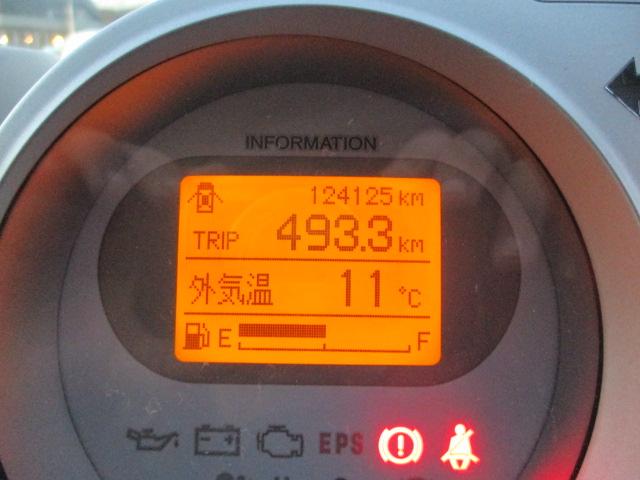 INFORMATION
124125 km
TRIP 493.3 km
外気温 11 ℃
E F
EPS